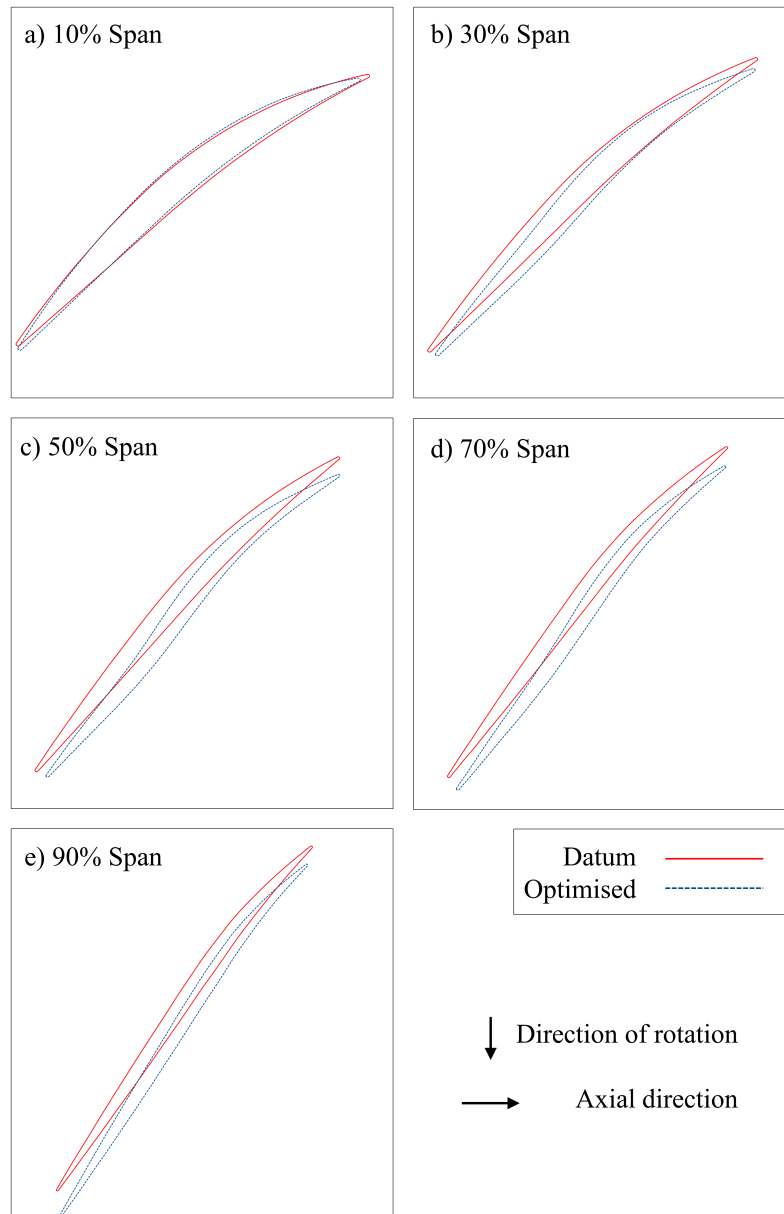 a) 10% Span
b) 30% Span
c) 50% Span
d) 70% Span
e) 90% Span
Datum
Optimised
Direction of rotation
Axial direction